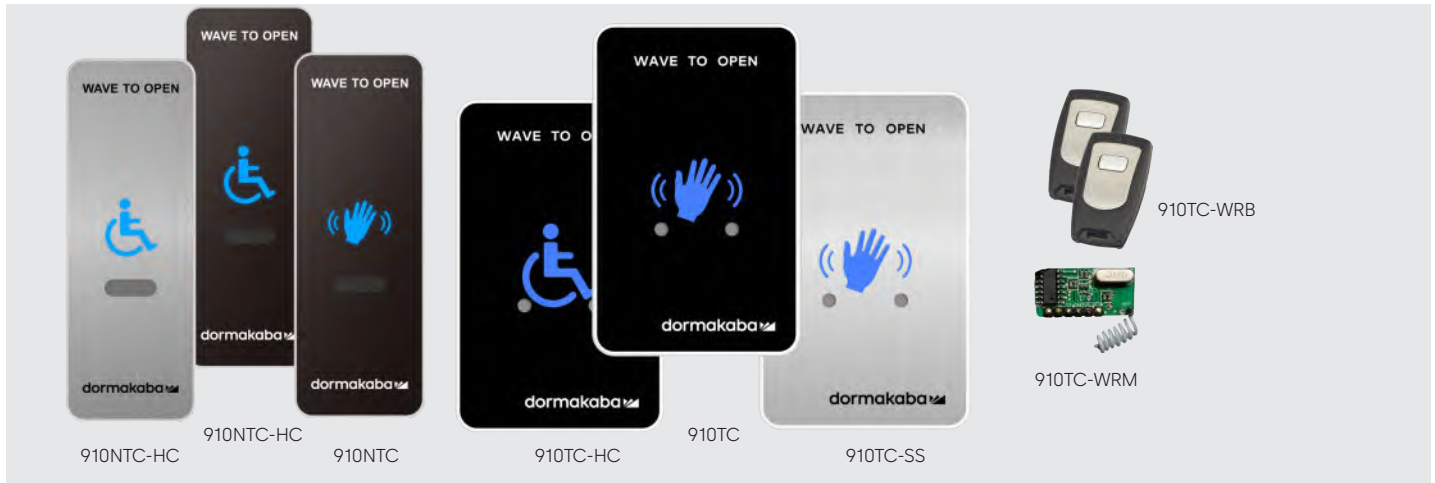 WAVE TO OPEN
dormakaba
910NTC-HC
WAVE TO OPEN
dormakaba
910NTC-HC
WAVE TO OPEN
dormakaba
910NTC
WAVE TO O
dormakaba
910TC-HC
WAVE TO OPEN
dormakaba
910TC
WAVE TO OPEN
dormakaba
910TC-SS
910TC-WRB
910TC-WRM